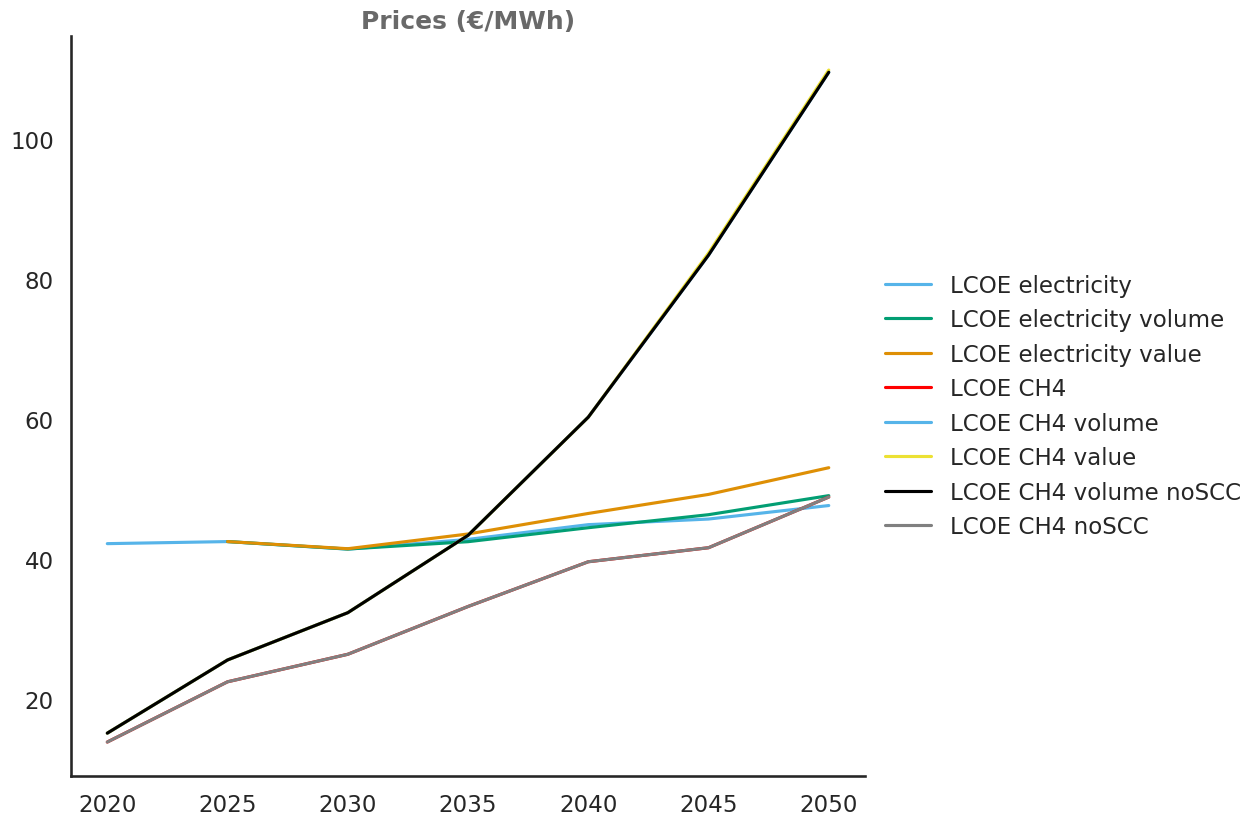 Prices (€/MWh)
100
80
60
40
20
2020 2025 2030 2035 2040 2045 2050
LCOE electricity
LCOE electricity volume
LCOE electricity value
LCOE CH4
LCOE CH4 volume
LCOE CH4 value
LCOE CH4 volume noSCC
LCOE CH4 noSCC